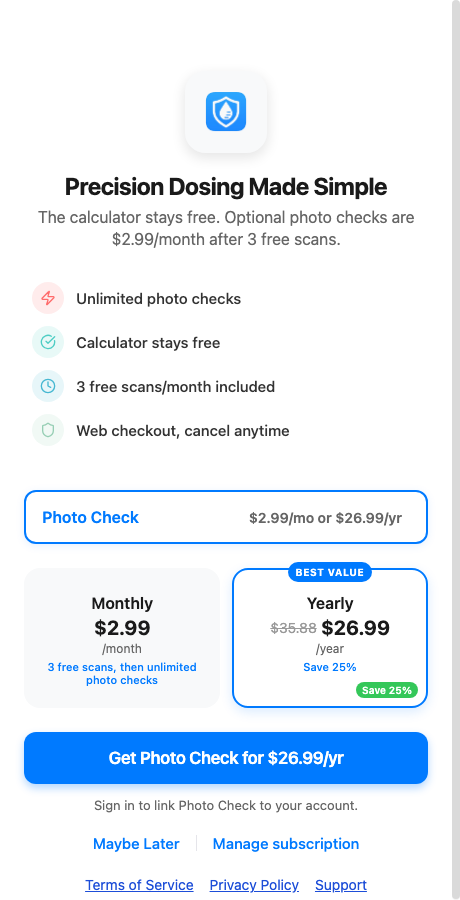 Precision Dosing Made Simple
The calculator stays free. Optional photo checks are
$2.99/month after 3 free scans.
Unlimited photo checks
Calculator stays free
3 free scans/month included
Web checkout, cancel anytime
Photo Check $2.99/mo or $26.99/yr
Monthly
$2.99
/month
3 free scans, then unlimited
photo checks
BEST VALUE
Yearly
$35.88 $26.99
/year
Save 25%
Save 25%
Get Photo Check for $26.99/yr
Sign in to link Photo Check to your account.
Maybe Later Manage subscription
Terms of Service Privacy Policy Support